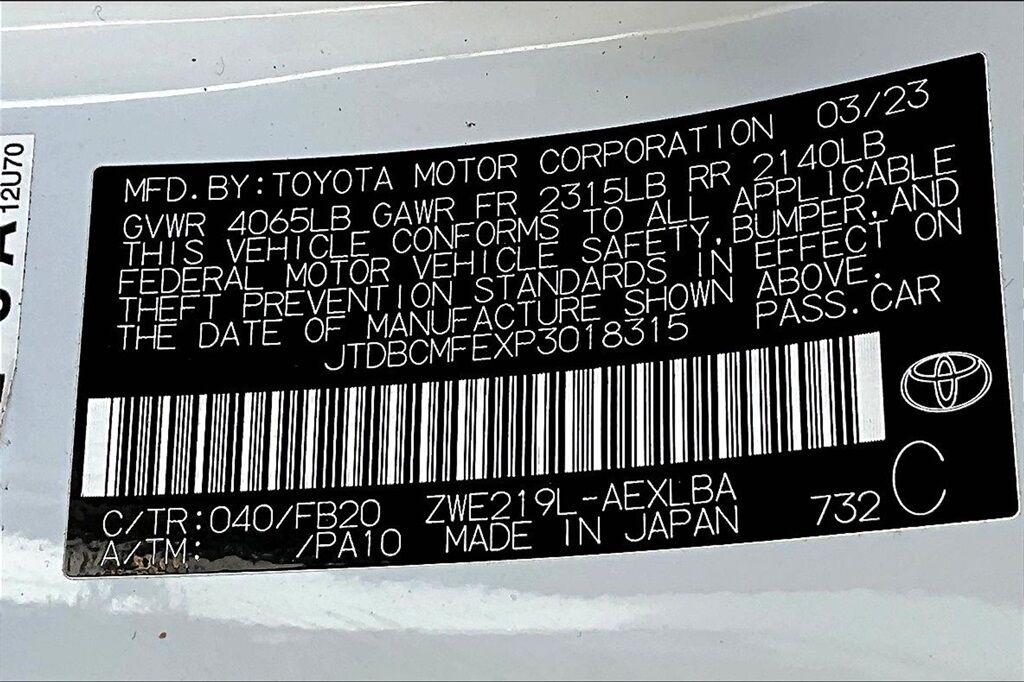 MFD.BY:TOYOTA MOTOR CORPORATION 03/23
GVWR 4065LB GAWR FR 2315LB RR 2140LB
THIS VEHICLE CONFORMS TO ALL APPLICABLE
FEDERAL MOTOR VEHICLE SAFETY,BUMPER,AND
THEFT PREVENTION STANDARDS IN EFFECT ON
THE DATE OF MANUFACTURE SHOWN ABOVE.
JTDBCMFEXP3018315 PASS.CAR
C/TR:040/FB20 ZWE219L-AEXLBA 732 C
A/TM: /PA10 MADE IN JAPAN
12U70